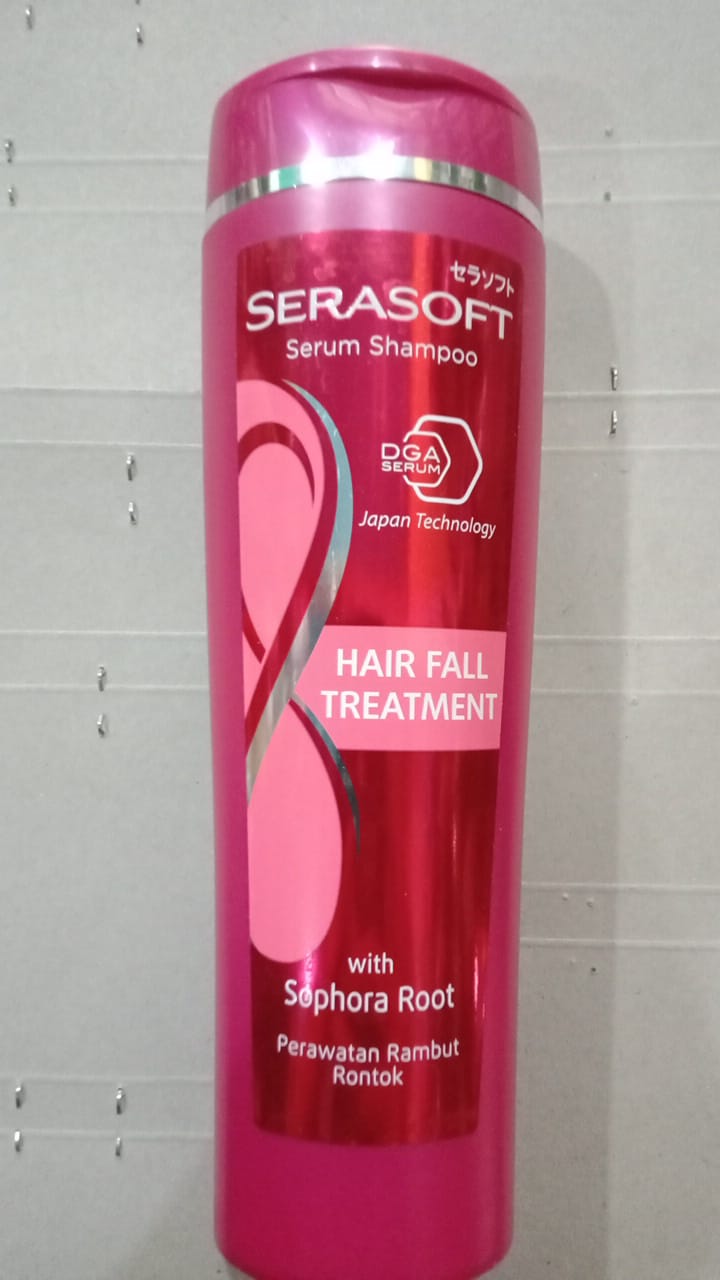 セラソフト
SERASOFT
Serum Shampoo
DGA
SERUM
Japan Technology
HAIR FALL
TREATMENT
with
Sophora Root
Perawatan Rambut
Rontok